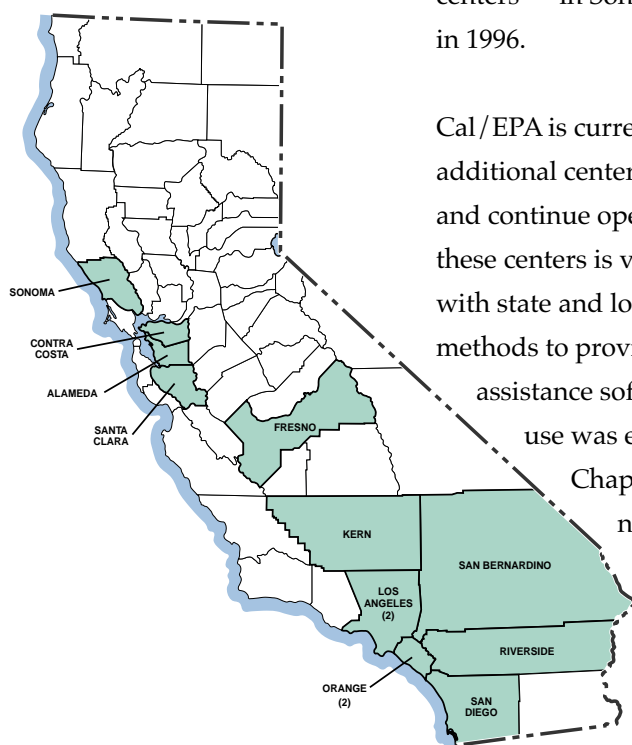 centers — in Son
in 1996.
Cal/EPA is curre
additional center
and continue ope
these centers is v
with state and lo
methods to provi
assistance sof
use was e
Chap
n
SONOMA
CONTRA
COSTA
ALAMEDA
SANTA
CLARA
FRESNO
KERN
SAN BERNARDINO
LOS
ANGELES
(2)
RIVERSIDE
ORANGE
(2)
SAN
DIEGO